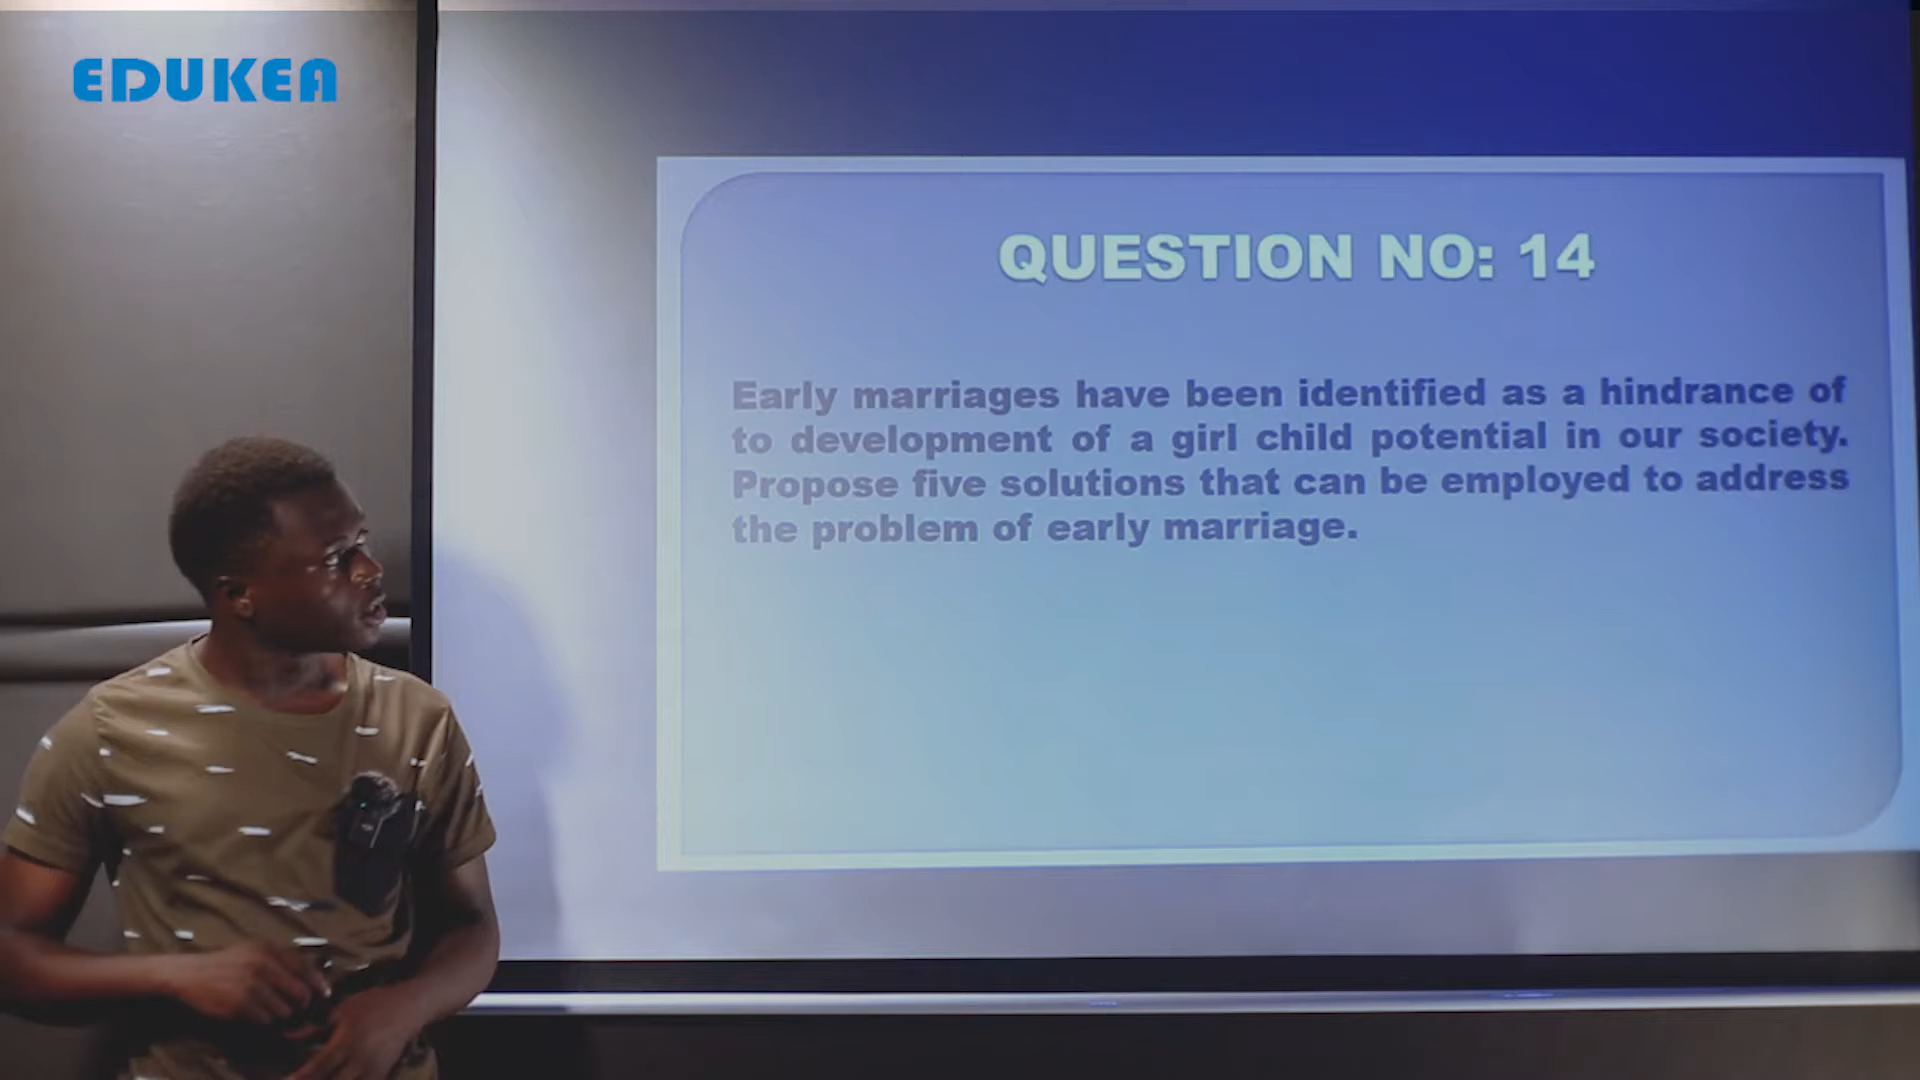 EDUKEA
QUESTION NO: 14
Early marriages have been identified as a hindrance of
to development of a girl child potential in our society.
Propose five solutions that can be employed to address
the problem of early marriage.